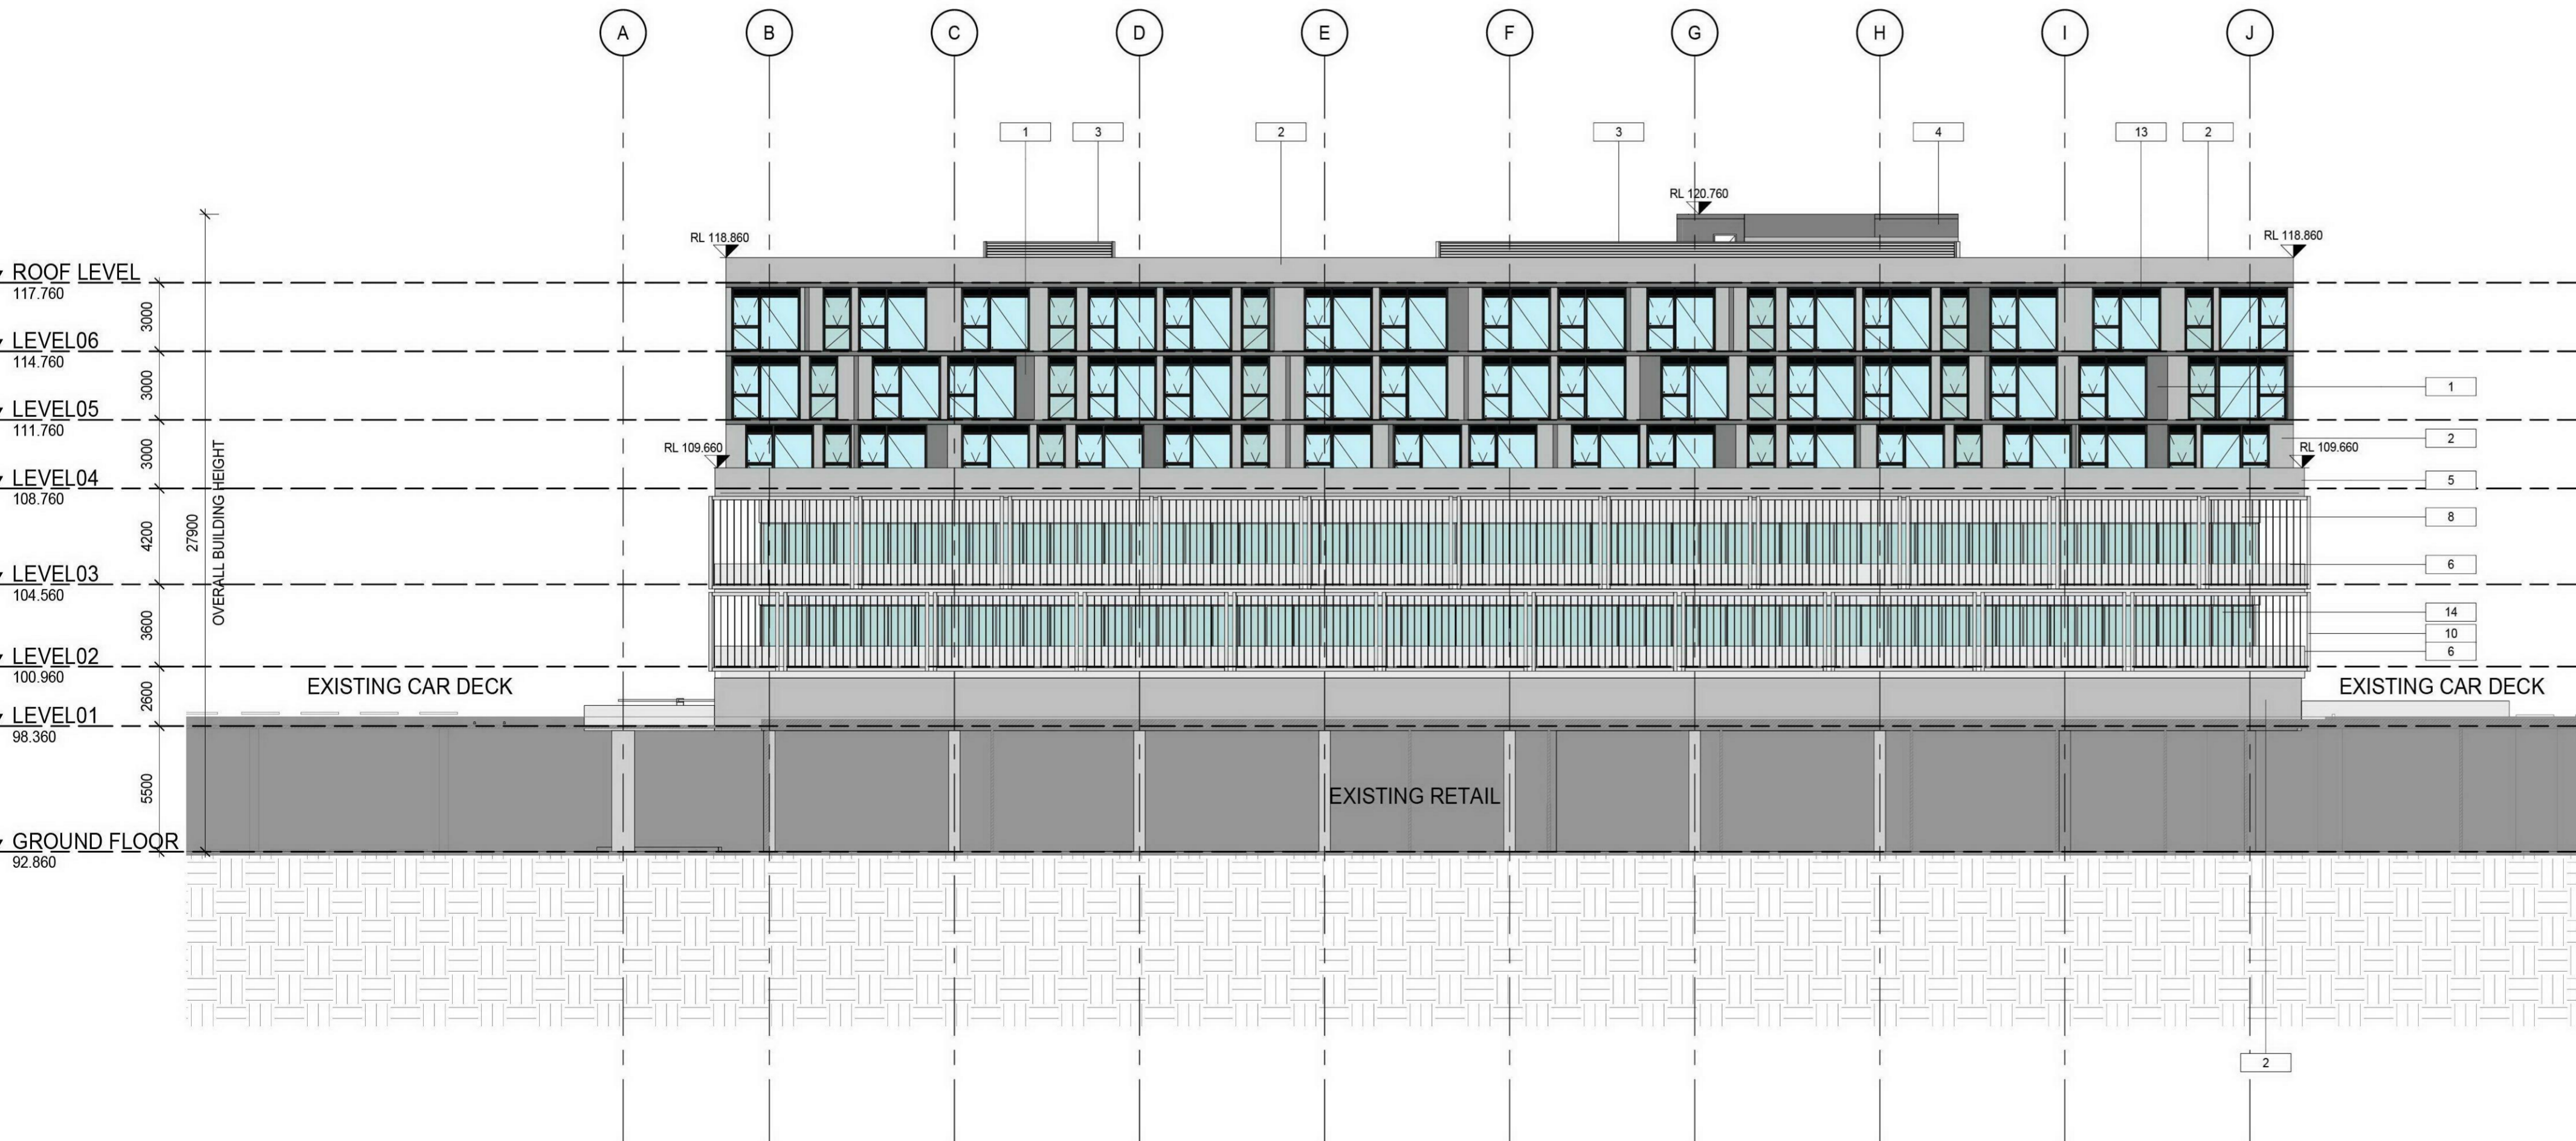 A B C D E F G H I J
1 3 2 3 4 13 2
RL 120.760
RL 118.860
RL 118.860
ROOF LEVEL
117.760
3000
LEVEL06
114.760
3000
LEVEL05
111.760
1
3000
2
RL 109.660
RL 109.660
LEVEL04
108.760
5
4200
8
27900
OVERALL BUILDING HEIGHT
LEVEL03
104.560
6
3600
14
10
LEVEL02
100.960
6
EXISTING CAR DECK
EXISTING CAR DECK
2600
LEVEL01
98.360
5500
EXISTING RETAIL
GROUND FLOOR
92.860
2